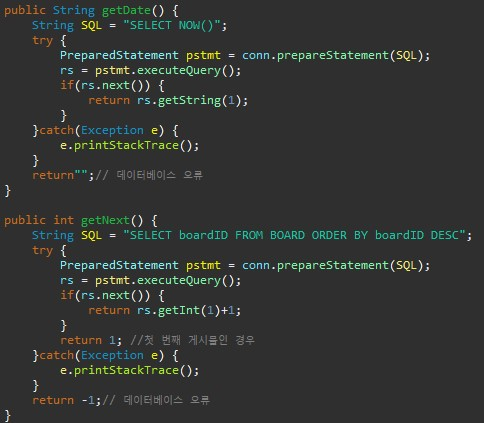 public String getDate() {
    String SQL = "SELECT NOW()";
    try {
        PreparedStatement pstmt = conn.prepareStatement(SQL);
        rs = pstmt.executeQuery();
        if(rs.next()) {
            return rs.getString(1);
        }
    }catch(Exception e) {
        e.printStackTrace();
    }
    return"";// 데이터베이스 오류
}
public int getNext() {
    String SQL = "SELECT boardID FROM BOARD ORDER BY boardID DESC";
    try {
        PreparedStatement pstmt = conn.prepareStatement(SQL);
        rs = pstmt.executeQuery();
        if(rs.next()) {
            return rs.getInt(1)+1;
        }
        return 1; //첫 번째 게시물인 경우
    }catch(Exception e) {
        e.printStackTrace();
    }
    return -1;// 데이터베이스 오류
}